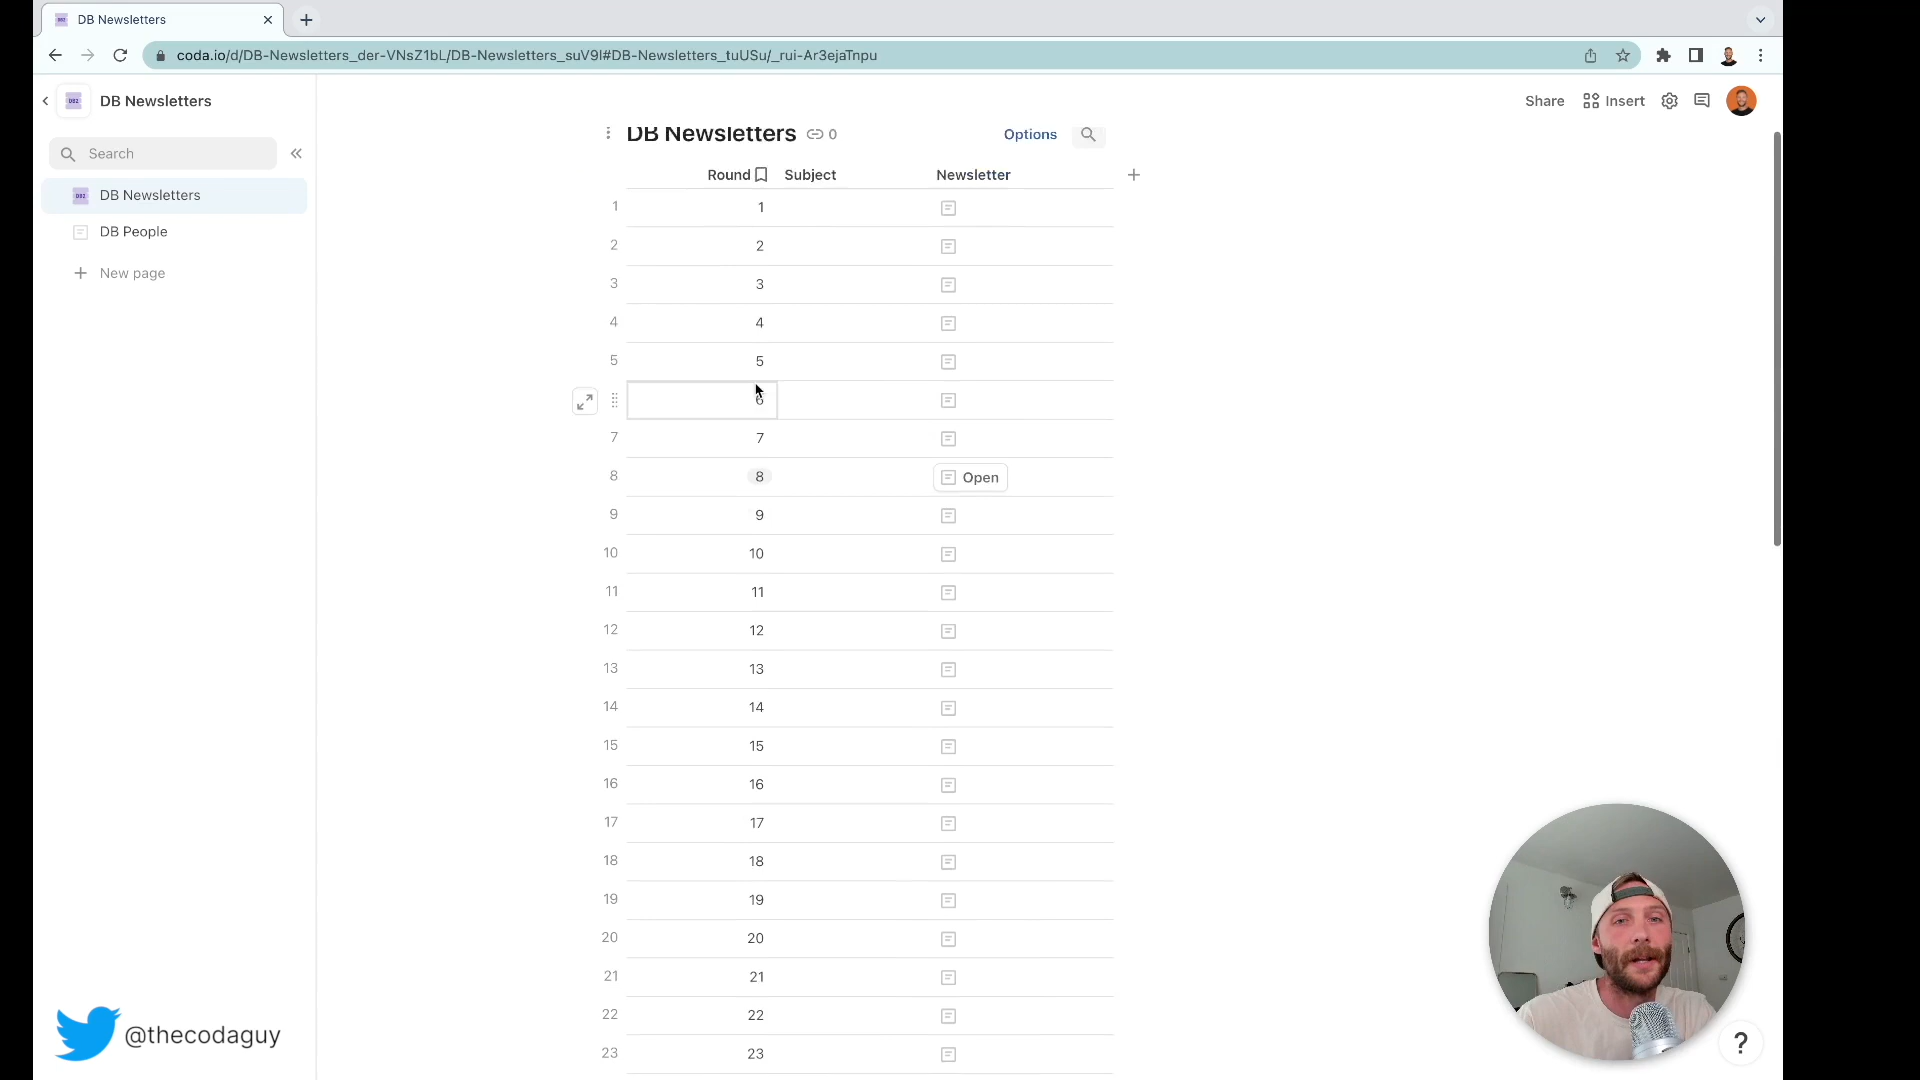 DB Newsletters
coda.io/d/DB-Newsletters_der-VNsZ1bL/DB-Newsletters_suV9I#DB-Newsletters_tuUSu/_rui-Ar3ejaTnpu
DB2 DB Newsletters
Share Insert
Search
DB2 DB Newsletters
DB People
New page
DB Newsletters 0 Options
Round Subject Newsletter
1 1
2 2
3 3
4 4
5 5
6
7 7
8 8 Open
9 9
10 10
11 11
12 12
13 13
14 14
15 15
16 16
17 17
18 18
19 19
20 20
21 21
22 22
23 23
@thecodaguy
?